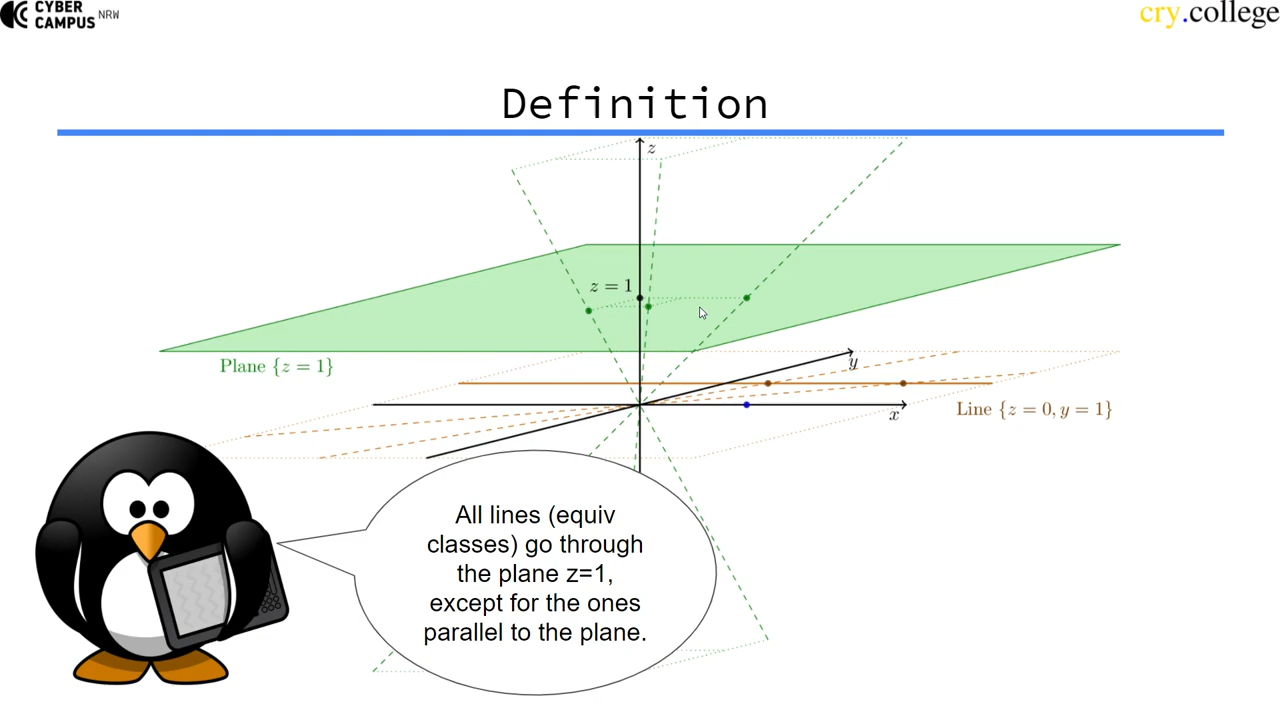 CYBER
CAMPUS NRW
cry.college
Definition
z
z = 1
Plane {z = 1}
y
x
Line {z = 0, y = 1}
All lines (equiv
classes) go through
the plane z=1,
except for the ones
parallel to the plane.